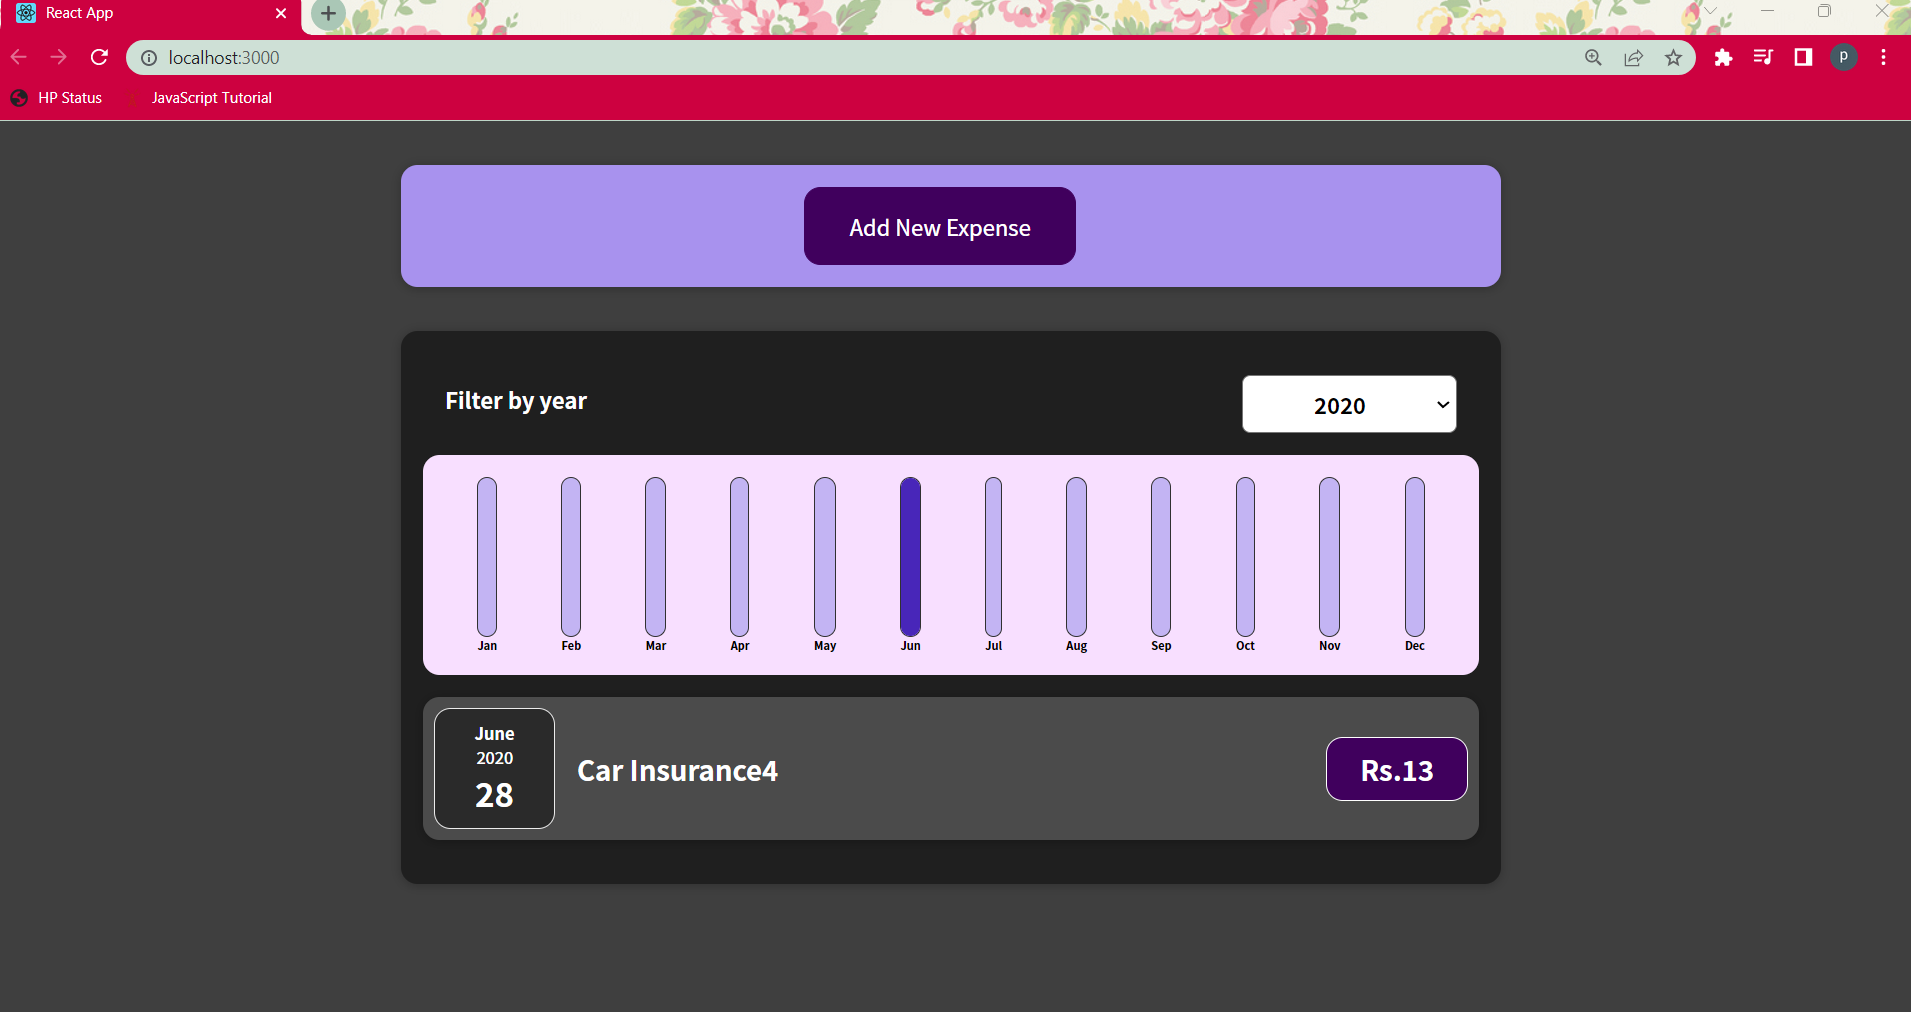 React App
localhost:3000
P
HP Status
JavaScript Tutorial
Add New Expense
Filter by year
2020
Jan Feb Mar Apr May Jun Jul Aug Sep Oct Nov Dec
June
2020
28
Car Insurance4
Rs.13